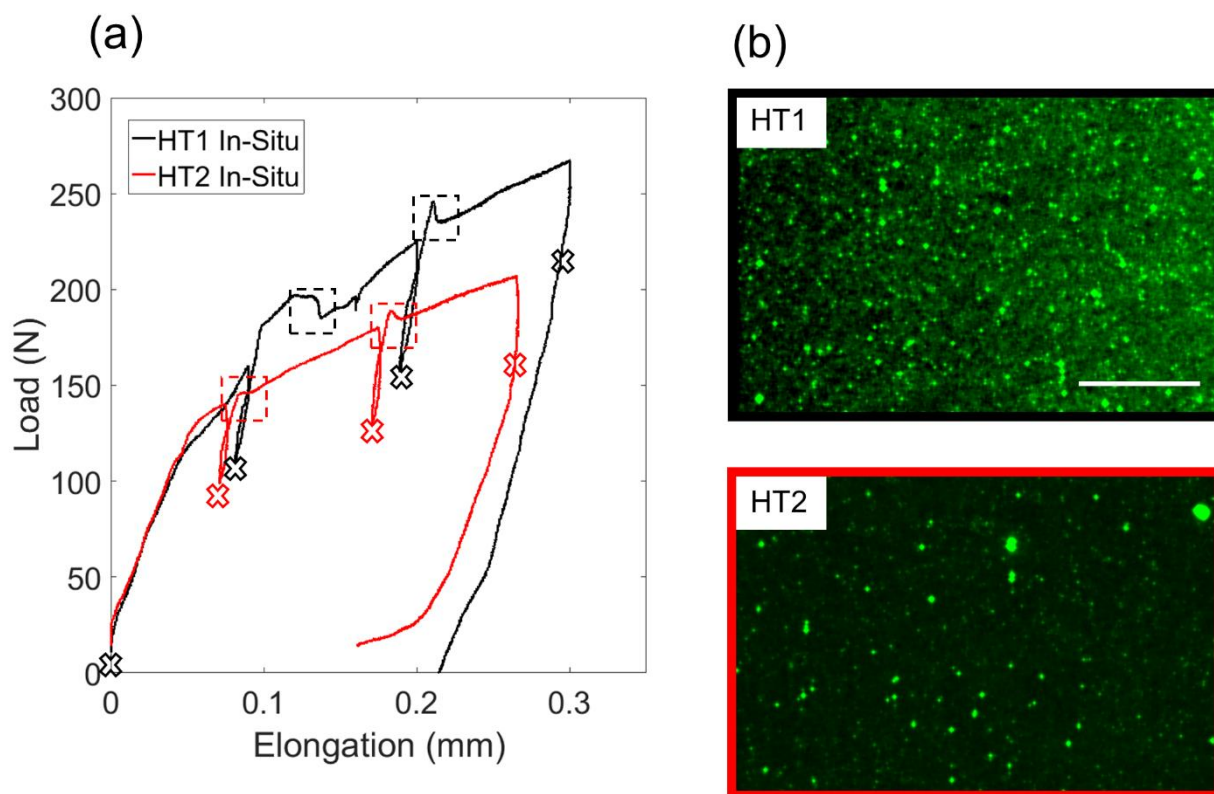 (a)
300
250
200
150
100
50
0
Load (N)
HT1 In-Situ
HT2 In-Situ
0
0.1
0.2
0.3
Elongation (mm)
(b)
HT1
HT2